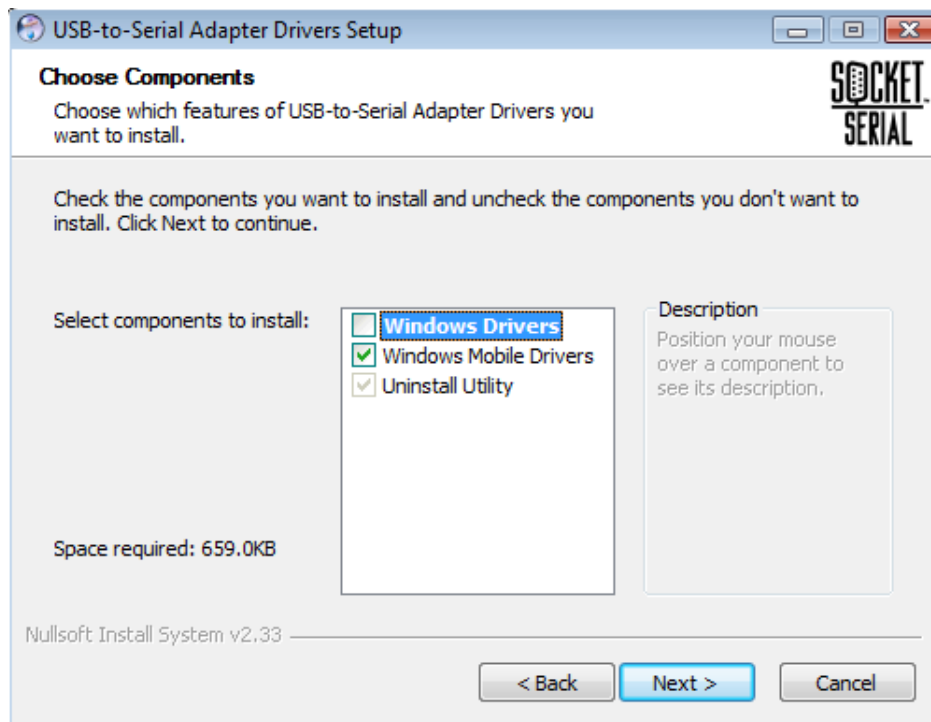 USB-to-Serial Adapter Drivers Setup
Choose Components
Choose which features of USB-to-Serial Adapter Drivers you
want to install.
SOCKET
SERIAL
Check the components you want to install and uncheck the components you don't want to
install. Click Next to continue.
Select components to install:
Windows Drivers
Windows Mobile Drivers
Uninstall Utility
Description
Position your mouse
over a component to
see its description.
Space required: 659.0KB
Nullsoft Install System v2.33
< Back
Next >
Cancel